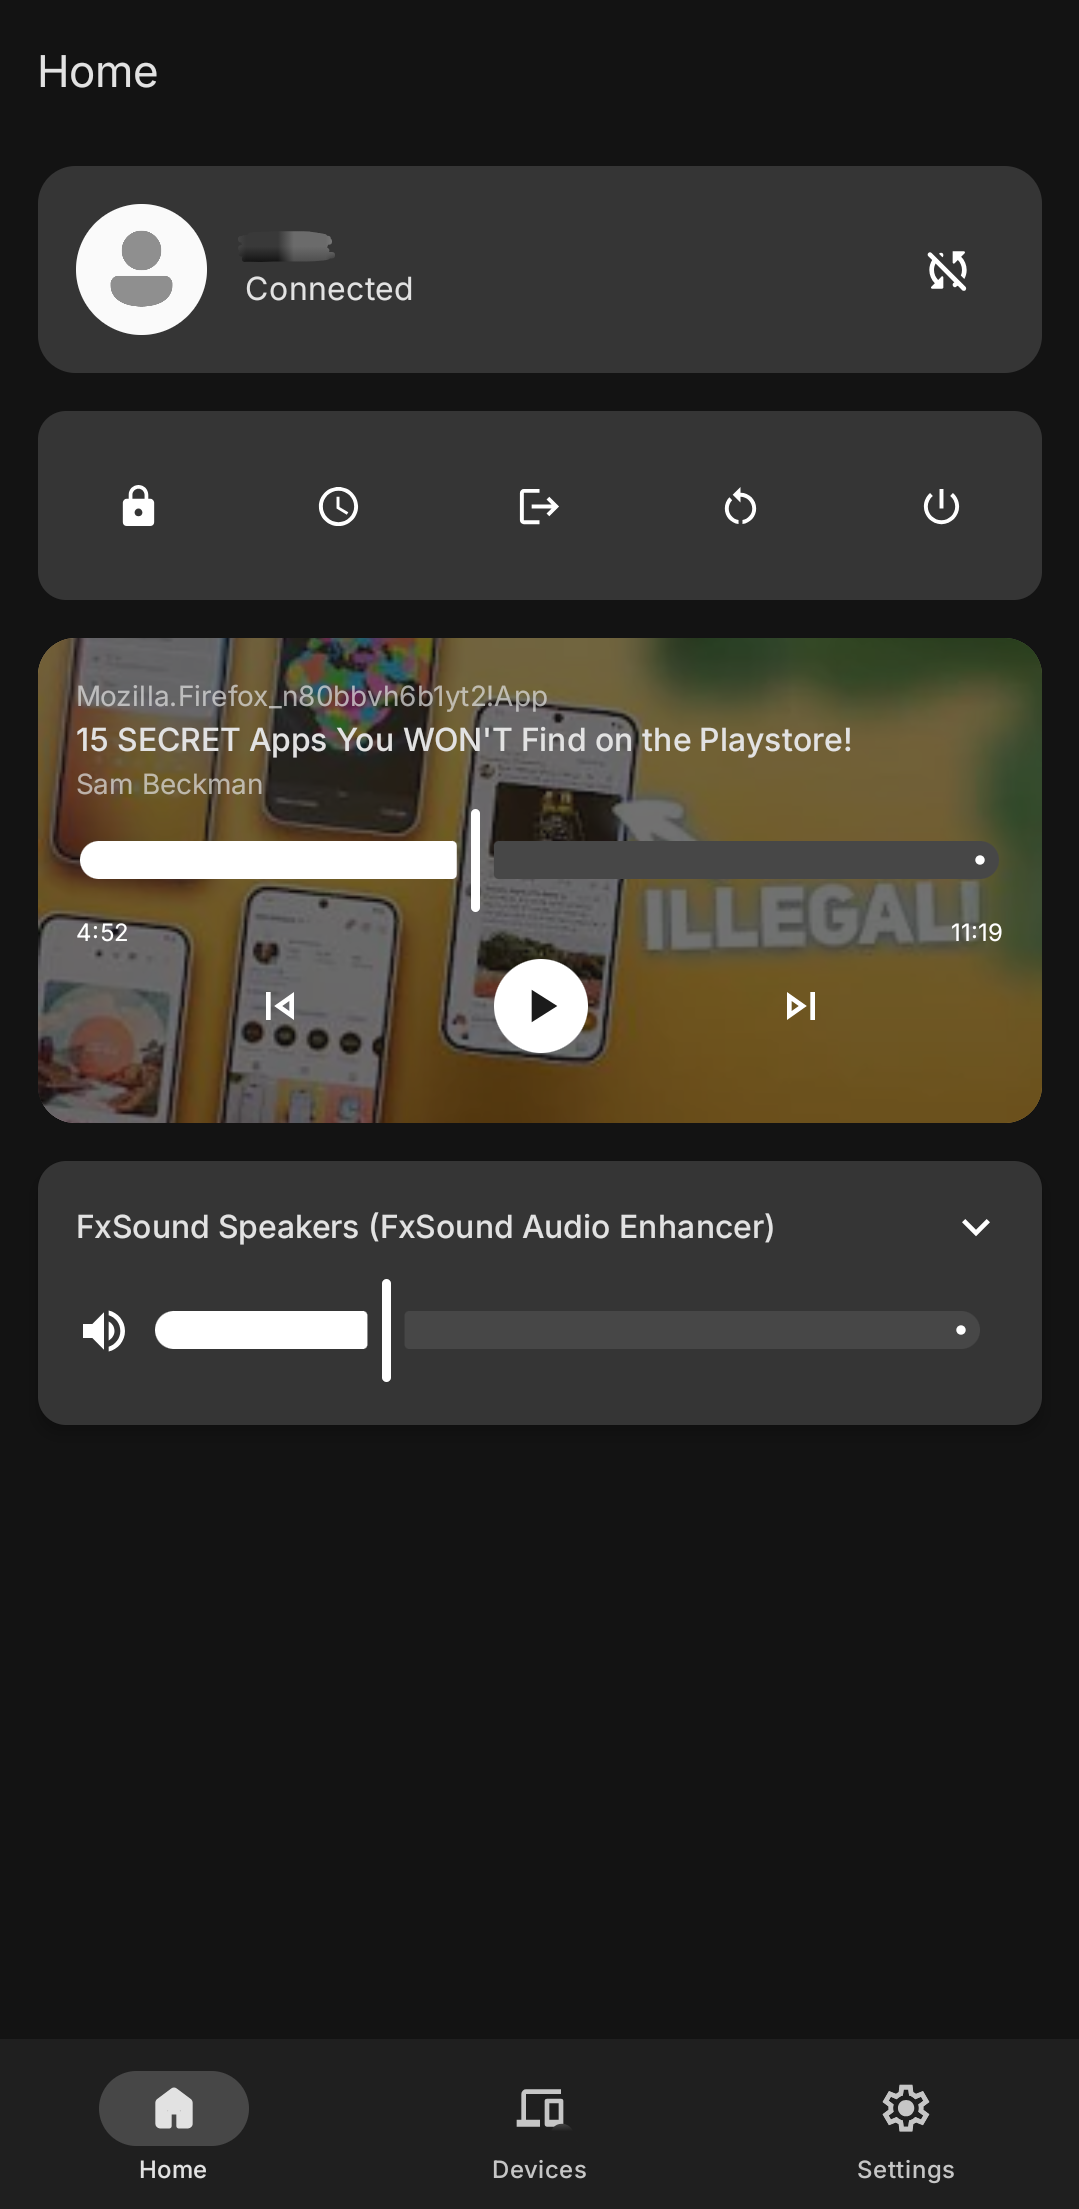 Home
Connected
Mozilla.Firefox_n80bbvh6b1yt2!App
15 SECRET Apps You WON'T Find on the Playstore!
Sam Beckman
ILLEGAL!
4:52
11:19
FxSound Speakers (FxSound Audio Enhancer)
Home
Devices
Settings